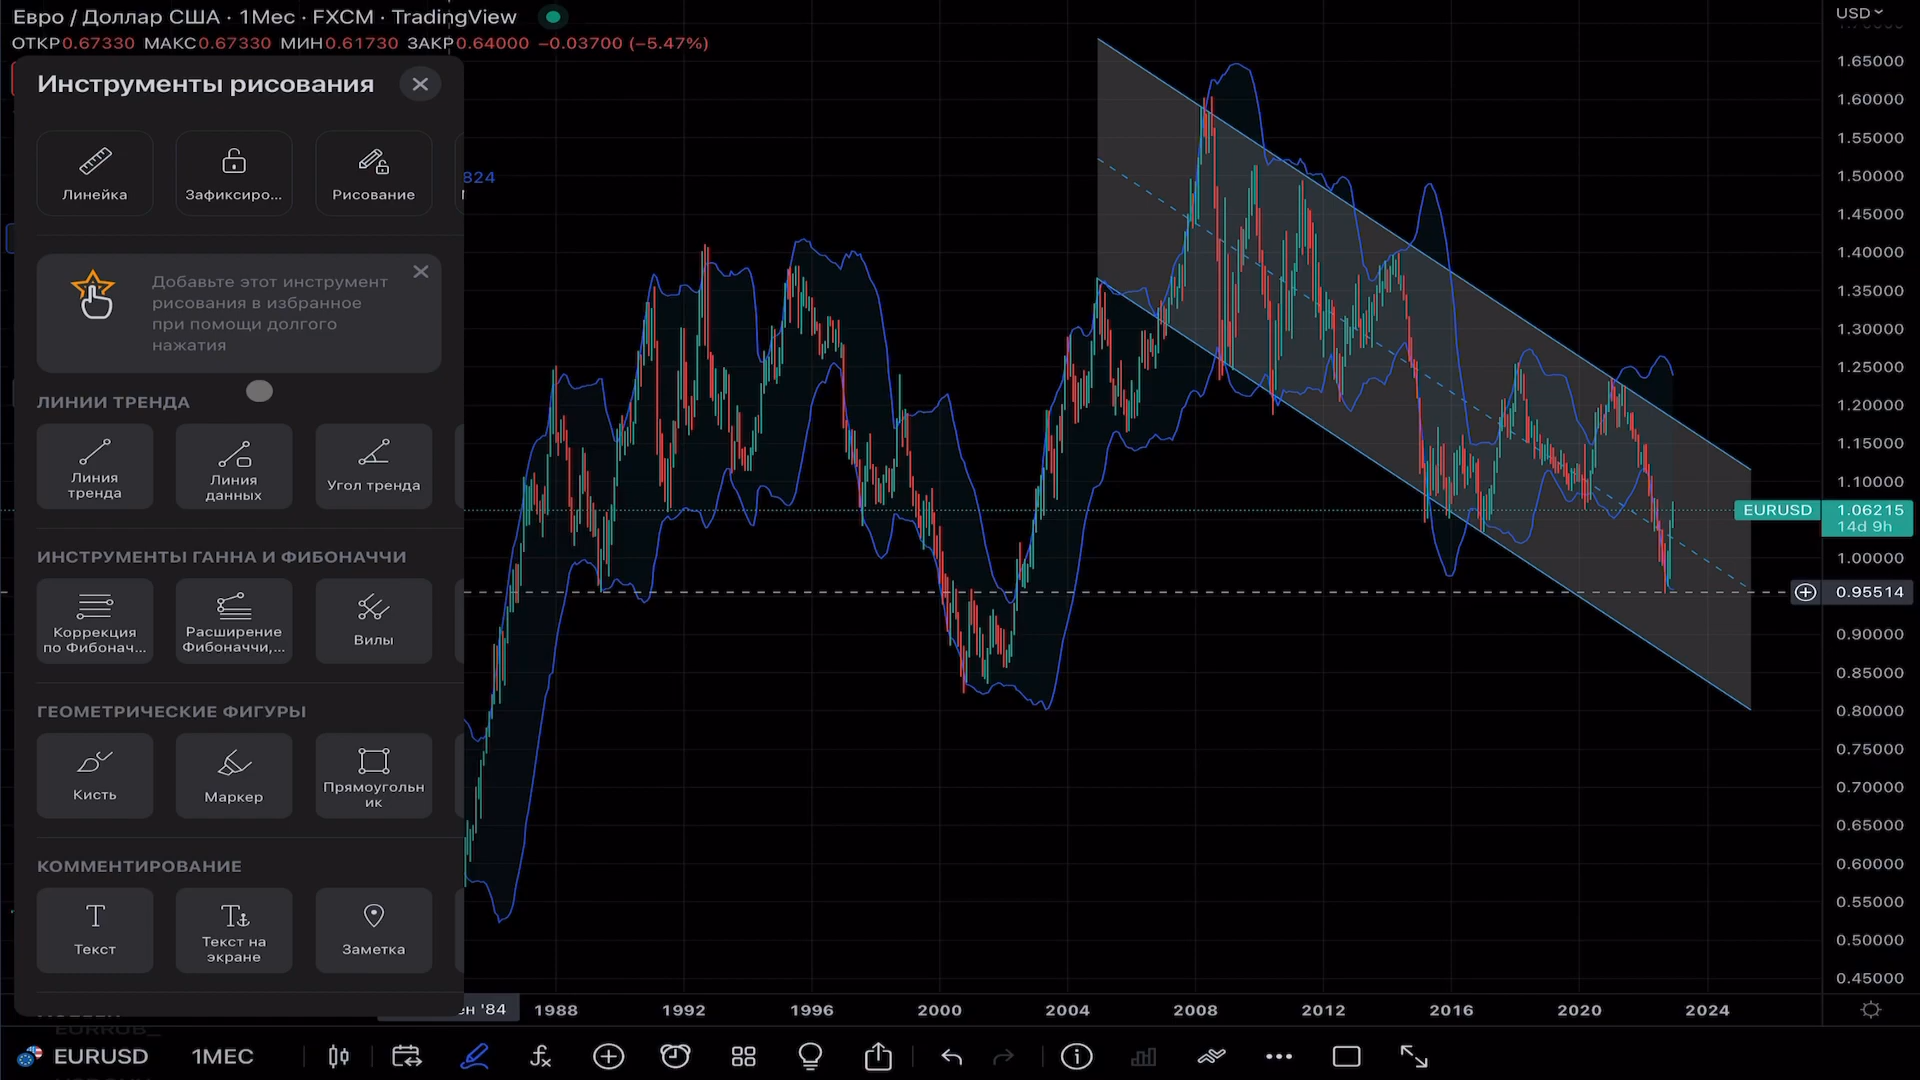 Евро / Доллар США · 1Мес · FXCM · TradingView
ОТКР0.67330 МАКС0.67330 МИН0.61730 ЗАКР0.64000 −0.03700 (−5.47%)
Инструменты рисования
Линейка
Зафиксиро...
Рисование
824
Добавьте этот инструмент
рисования в избранное
при помощи долгого
нажатия
ЛИНИИ ТРЕНДА
Линия
тренда
Линия
данных
Угол тренда
ИНСТРУМЕНТЫ ГАННА И ФИБОНАЧЧИ
Коррекция
по Фибонач...
Расширение
Фибоначчи,...
Вилы
ГЕОМЕТРИЧЕСКИЕ ФИГУРЫ
Кисть
Маркер
Прямоугольн
ик
КОММЕНТИРОВАНИЕ
Текст
Текст на
экране
Заметка
USD
1.65000
1.60000
1.55000
1.50000
1.45000
1.40000
1.35000
1.30000
1.25000
1.20000
1.15000
1.10000
EURUSD 1.06215
14d 9h
1.00000
0.95514
0.90000
0.85000
0.80000
0.75000
0.70000
0.65000
0.60000
0.55000
0.50000
0.45000
ен '84 1988 1992 1996 2000 2004 2008 2012 2016 2020 2024
EURRUB_
EURUSD 1МЕС